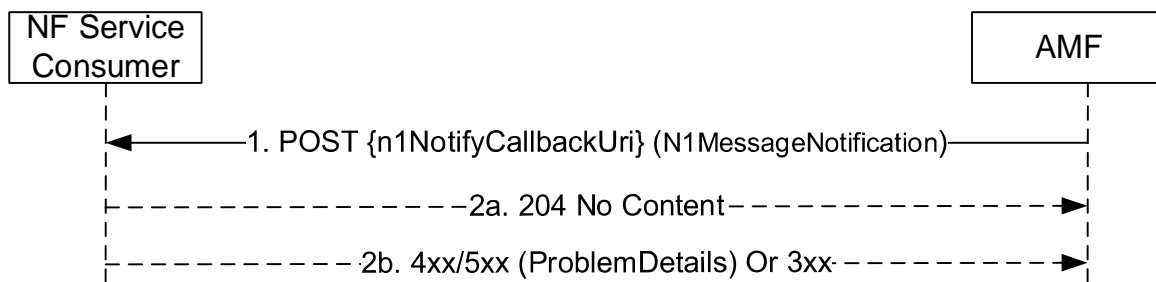 NF Service
Consumer
AMF
1. POST {n1NotifyCallbackUri} (N1MessageNotification)
2a. 204 No Content
2b. 4xx/5xx (ProblemDetails) Or 3xx